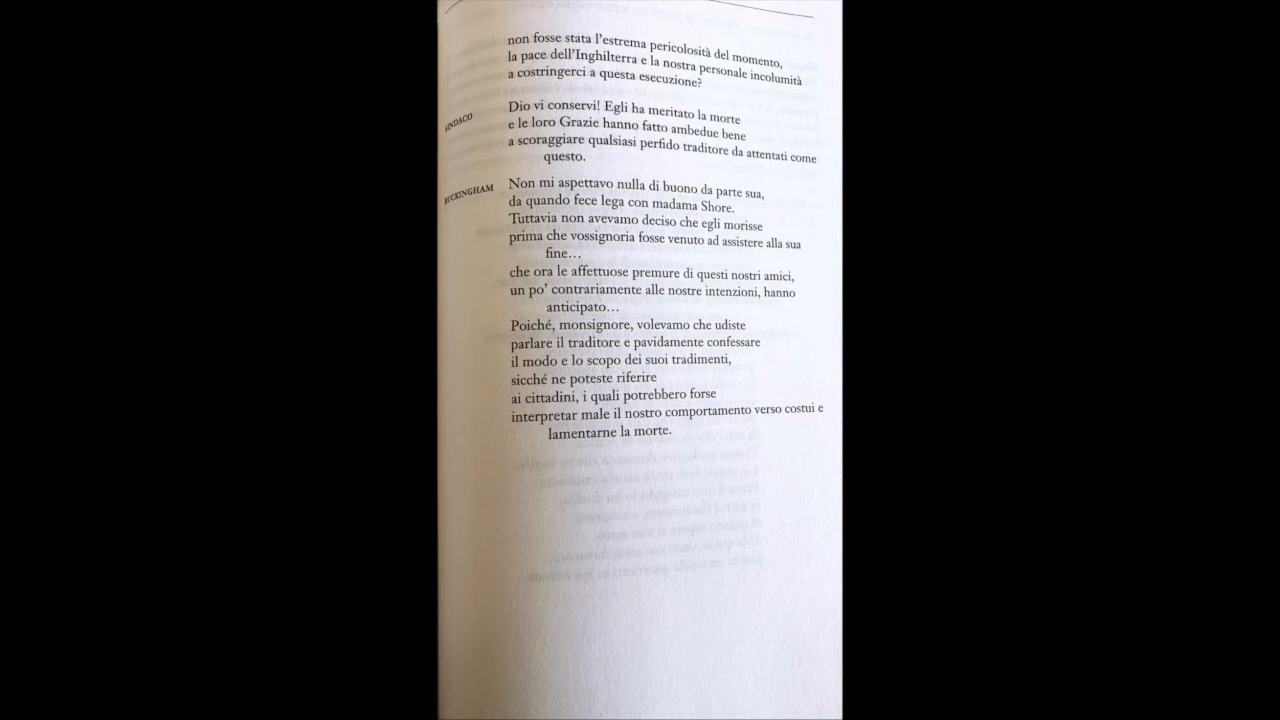 non fosse stata l'estrema pericolosità del momento,
la pace dell'Inghilterra e la nostra personale incolumità
a costringerci a questa esecuzione?
SINDACO Dio vi conservi! Egli ha meritato la morte
e le loro Grazie hanno fatto ambedue bene
a scoraggiare qualsiasi perfido traditore da attentati come
questo.
BUCKINGHAM Non mi aspettavo nulla di buono da parte sua,
da quando fece lega con madama Shore.
Tuttavia non avevamo deciso che egli morisse
prima che vossignoria fosse venuto ad assistere alla sua
fine…
che ora le affettuose premure di questi nostri amici,
un po' contrariamente alle nostre intenzioni, hanno
anticipato…
Poiché, monsignore, volevamo che udiste
parlare il traditore e pavidamente confessare
il modo e lo scopo dei suoi tradimenti,
sicché ne poteste riferire
ai cittadini, i quali potrebbero forse
interpretar male il nostro comportamento verso costui e
lamentarne la morte.